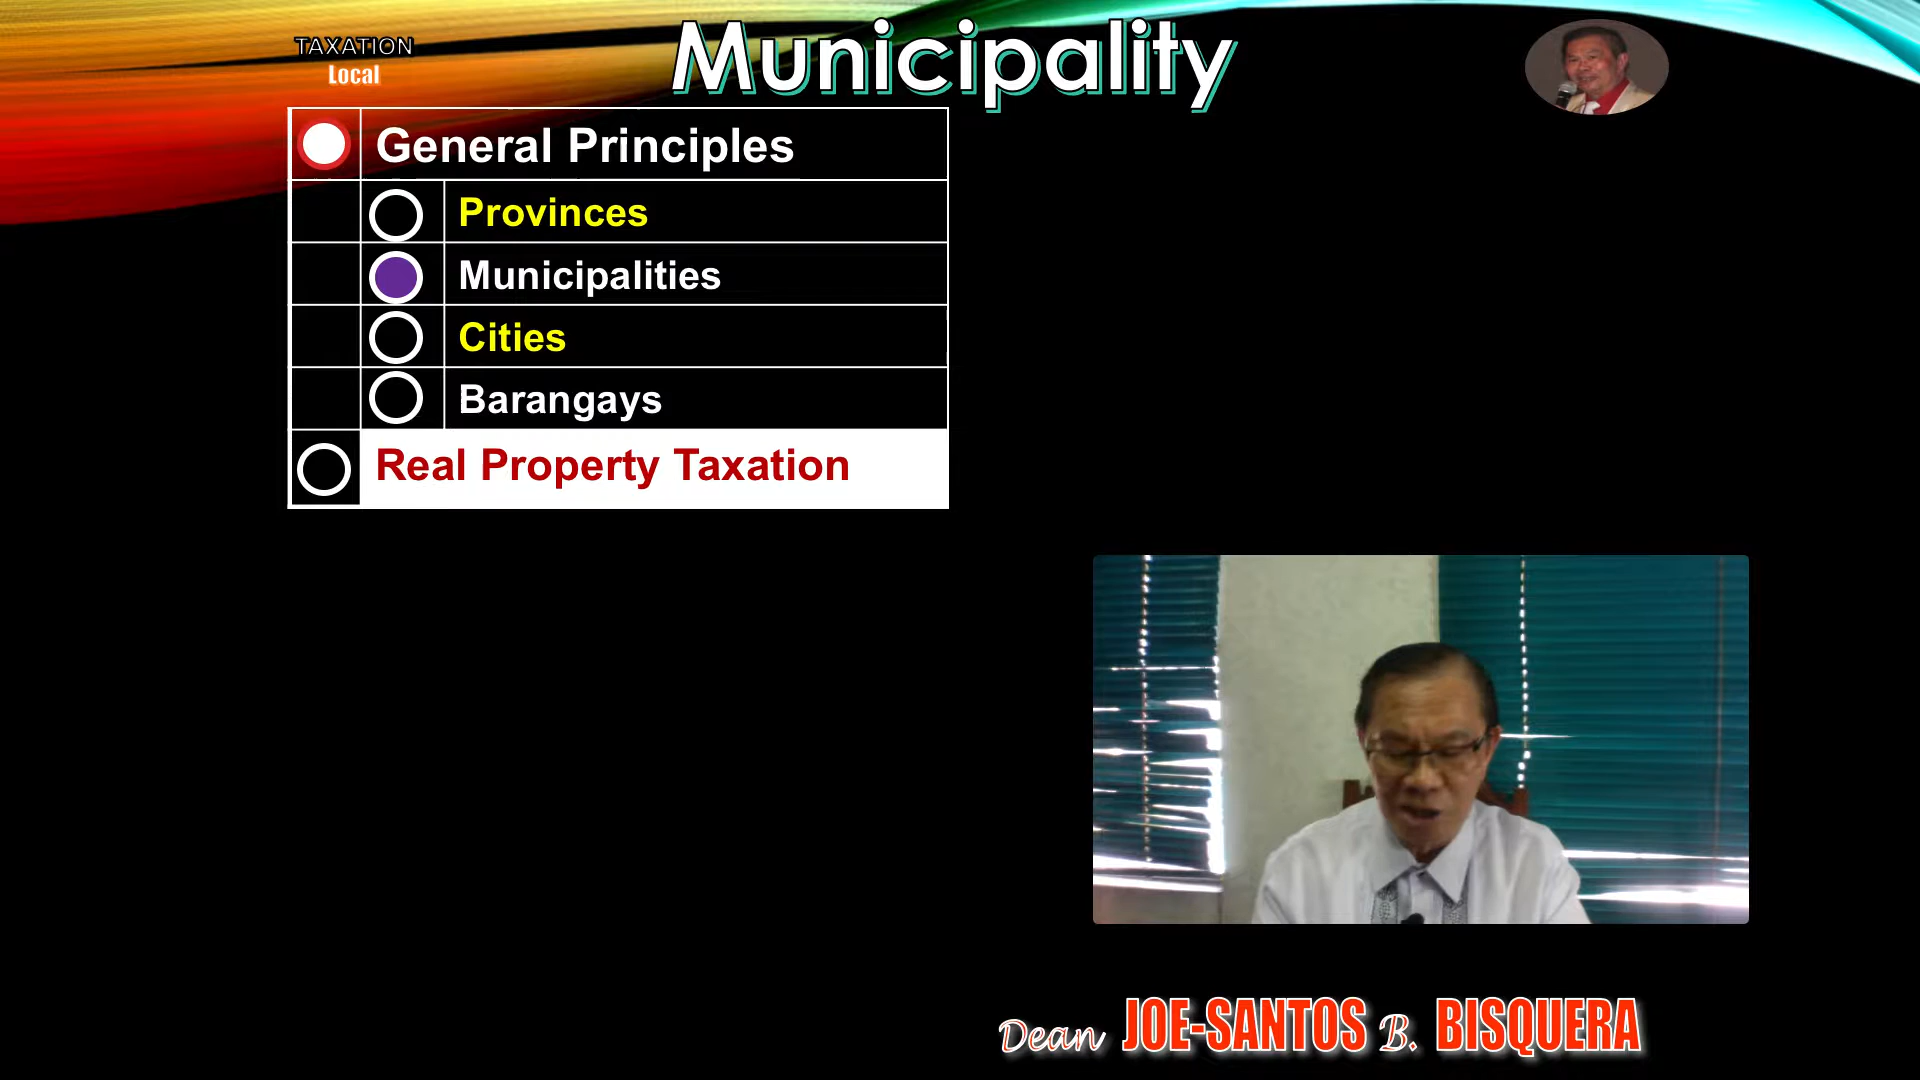 TAXATION
Local
Municipality
General Principles
Provinces
Municipalities
Cities
Barangays
Real Property Taxation
Dean JOE-SANTOS B. BISQUERA